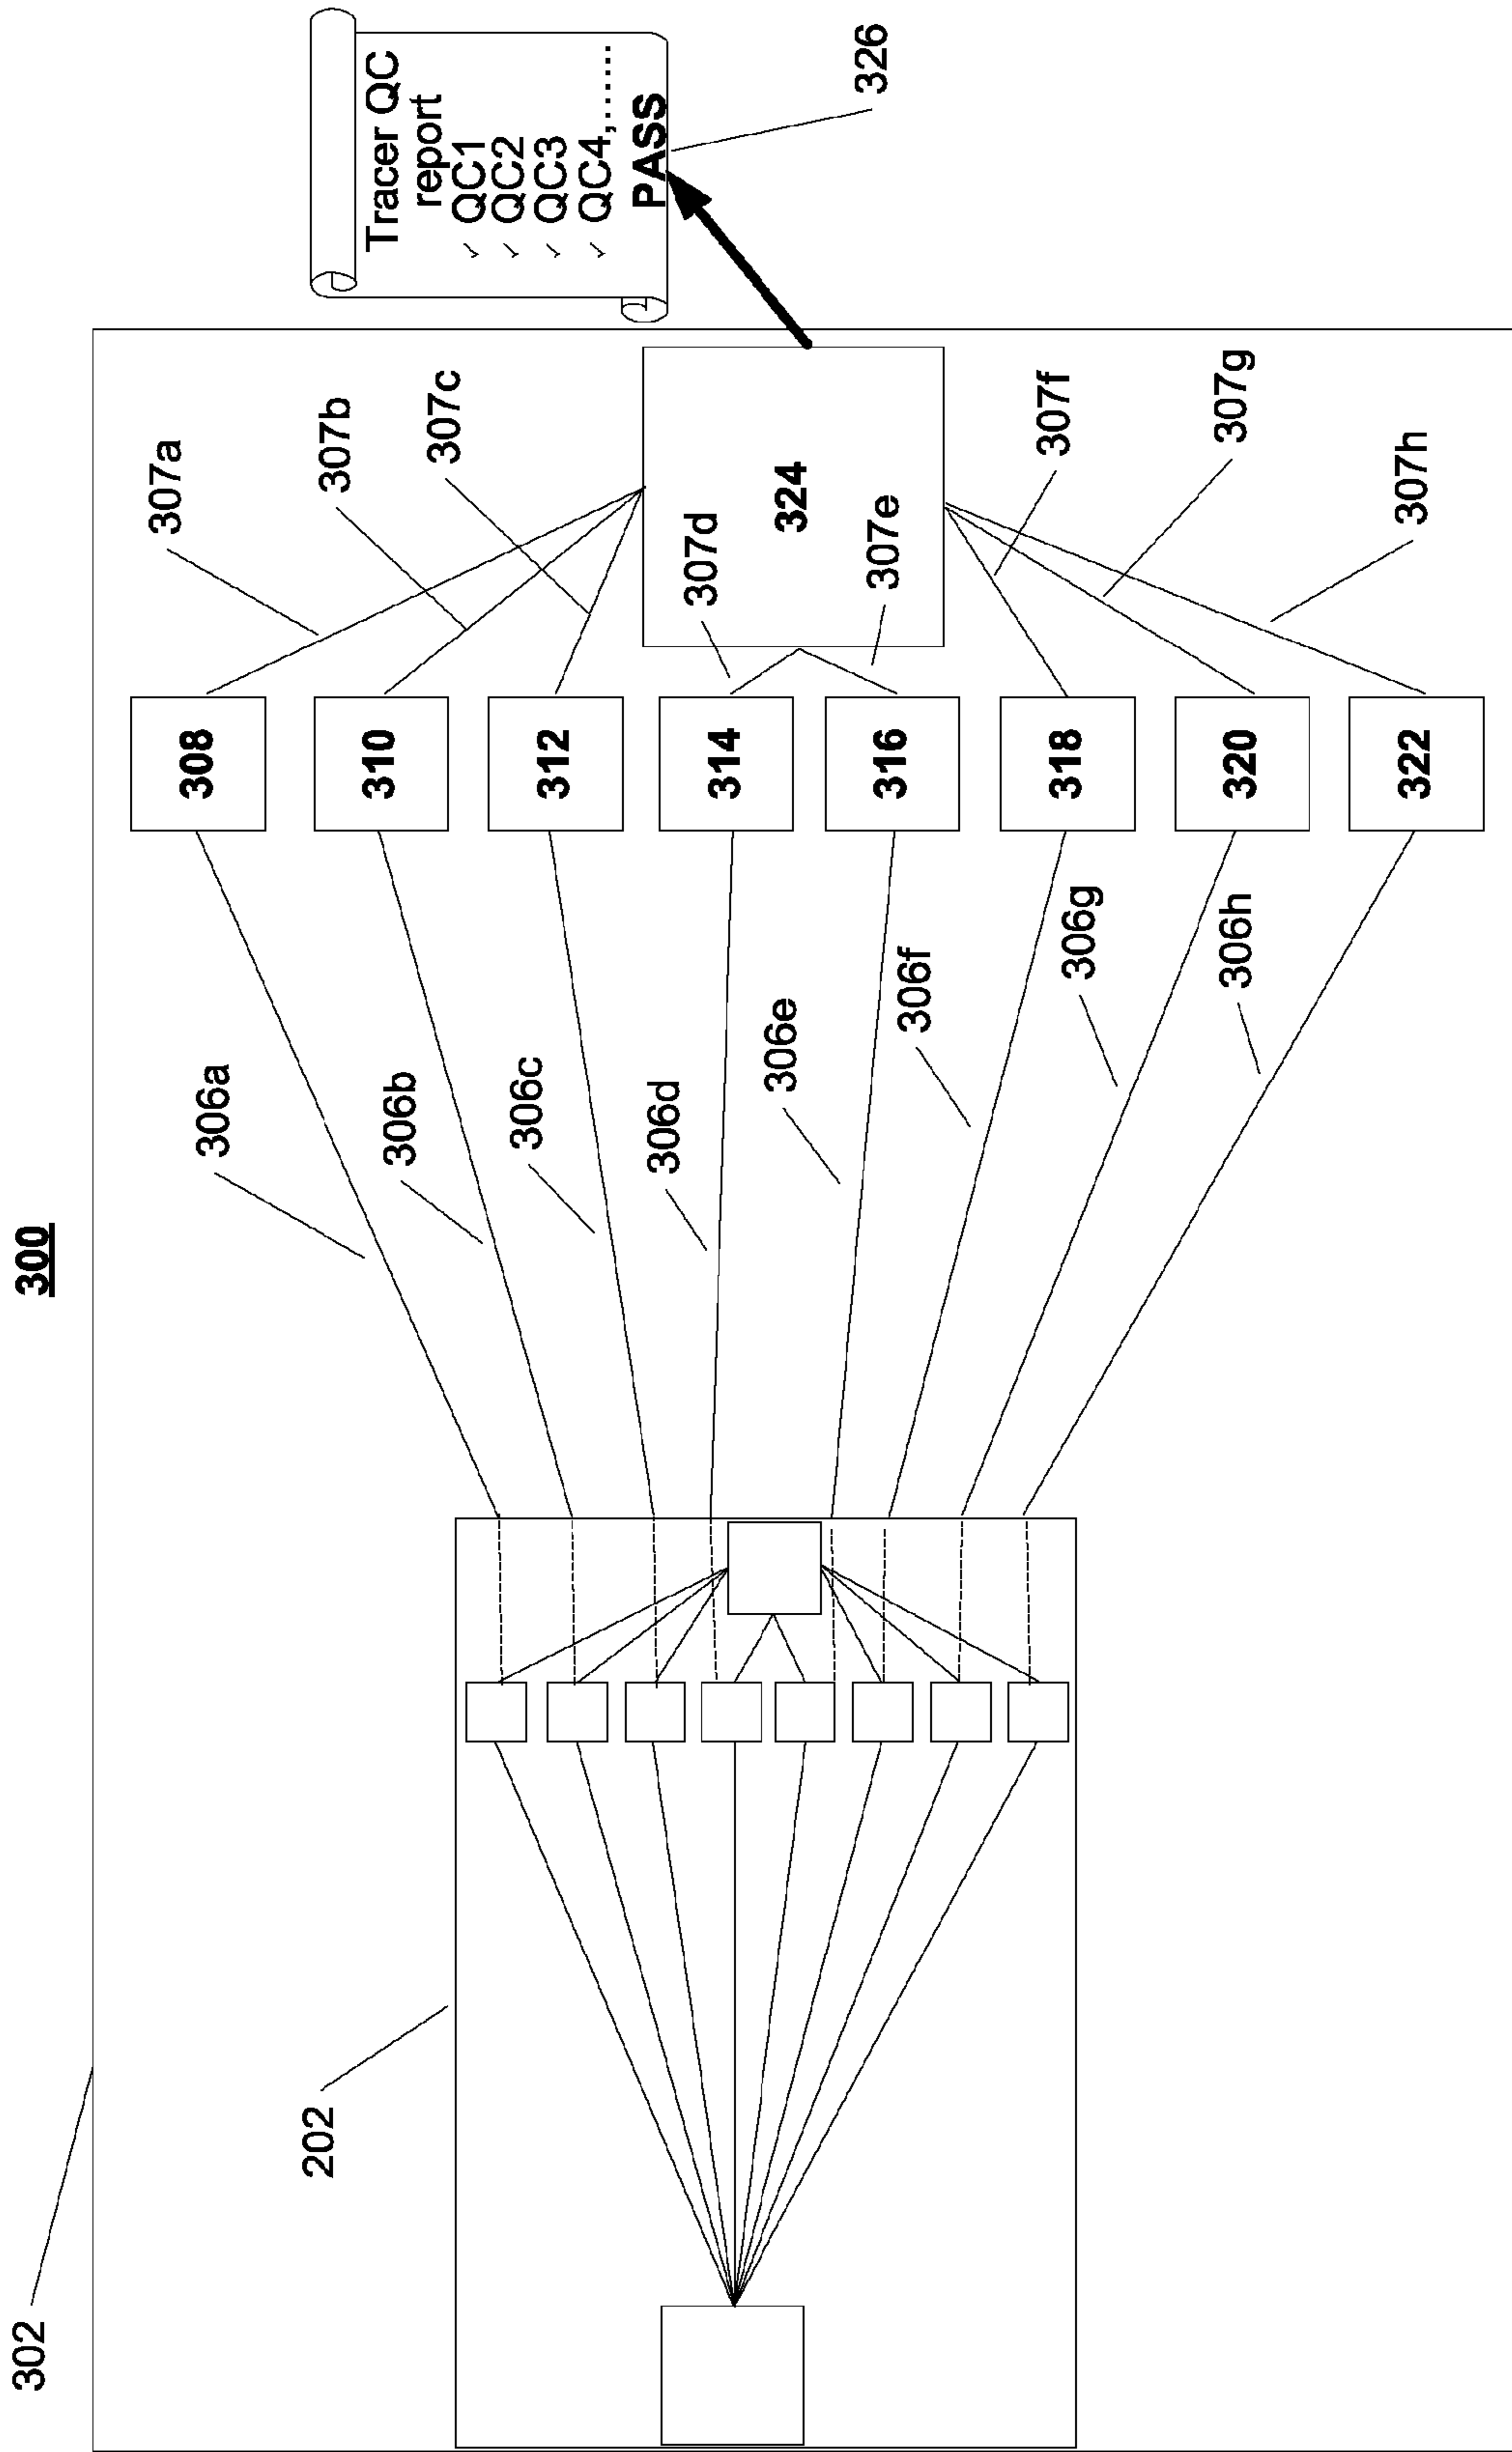 300
302
202
306a
306b
306c
306d
306e
306f
306g
306h
308
310
312
314
316
318
320
322
307a
307b
307c
307d
307e
307f
307g
307h
324
Tracer QC
report
✓ QC1
✓ QC2
✓ QC3
✓ QC4,......
PASS
326